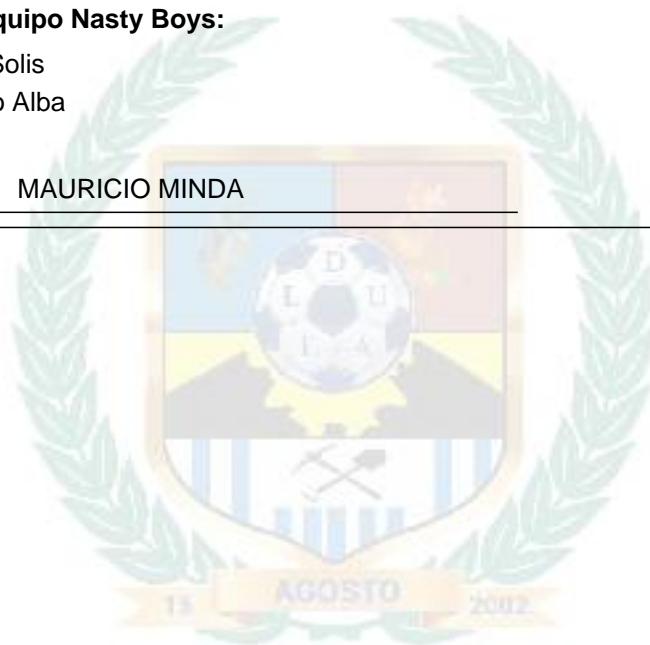 quipo Nasty Boys:
Solis
o Alba
MAURICIO MINDA
D
L U
L A
15 AGOSTO 2002